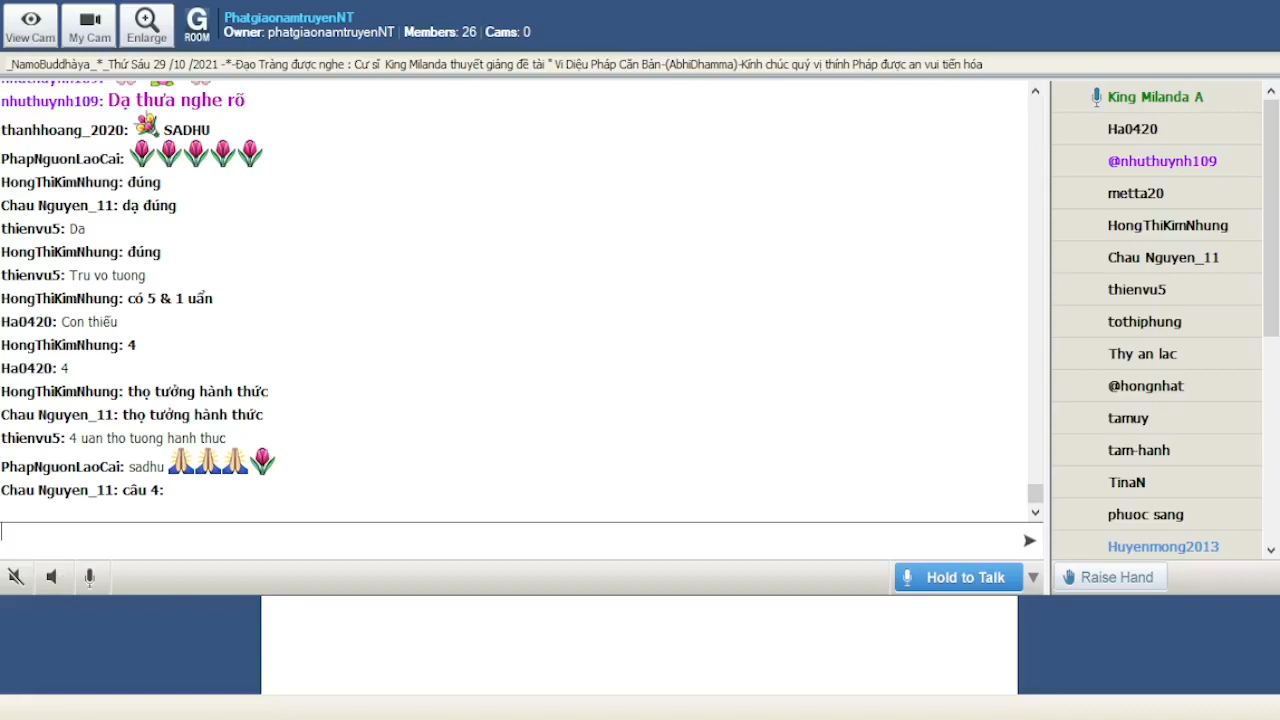 View Cam
My Cam
Enlarge
G
ROOM
PhatgiaonamtruyenNT
Owner: phatgiaonamtruyenNT | Members: 26 | Cams: 0
_NamoBuddhàya_*_Thứ Sáu 29 /10 /2021 -*-Đạo Tràng được nghe : Cư sĩ King Milanda thuyết giảng đề tài " Vi Diệu Pháp Căn Bản-(AbhiDhamma)-Kính chúc quý vị thính Pháp được an vui tiến hóa
nhuthuynh109:
nhuthuynh109: Dạ thưa nghe rõ
thanhhoang_2020: SADHU
PhapNguonLaoCai:
HongThiKimNhung: đúng
Chau Nguyen_11: dạ đúng
thienvu5: Da
HongThiKimNhung: đúng
thienvu5: Tru vo tuong
HongThiKimNhung: có 5 & 1 uẩn
Ha0420: Con thiếu
HongThiKimNhung: 4
Ha0420: 4
HongThiKimNhung: thọ tưởng hành thức
Chau Nguyen_11: thọ tưởng hành thức
thienvu5: 4 uan tho tuong hanh thuc
PhapNguonLaoCai: sadhu
Chau Nguyen_11: câu 4:
Hold to Talk
King Milanda A
Ha0420
@nhuthuynh109
metta20
HongThiKimNhung
Chau Nguyen_11
thienvu5
tothiphung
Thy an lac
@hongnhat
tamuy
tam-hanh
TinaN
phuoc sang
Huyenmong2013
Raise Hand